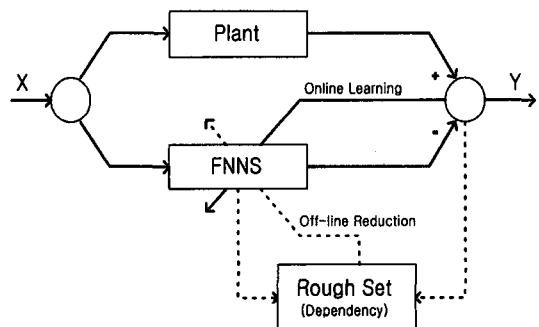 Plant
X
Online Learning
+
Y
-
FNNS
Off-line Reduction
Rough Set
(Dependency)